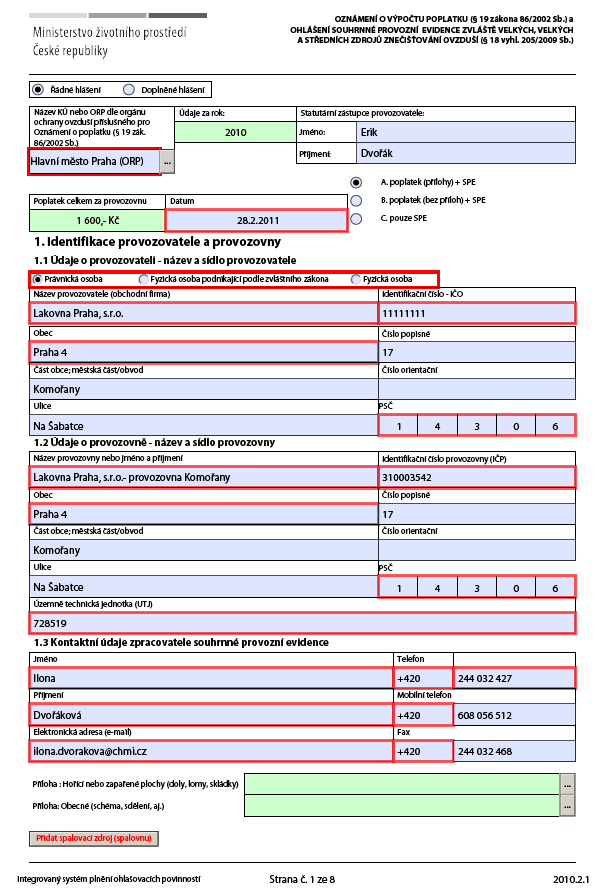 Ministerstvo životního prostředí
České republiky
OZNÁMENÍ O VÝPOČTU POPLATKU (§ 19 zákona 86/2002 Sb.) a
OHLÁŠENÍ SOUHRNNÉ PROVOZNÍ EVIDENCE ZVLÁŠTĚ VELKÝCH, VELKÝCH
A STŘEDNÍCH ZDROJŮ ZNEČIŠŤOVÁNÍ OVZDUŠÍ (§ 18 vyhl. 205/2009 Sb.)
Řádné hlášení Doplněné hlášení
Název KÚ nebo ORP dle orgánu
ochrany ovzduší příslušného pro
Oznámení o poplatku (§ 19 zák.
86/2002 Sb.)
Hlavní město Praha (ORP) ...
Údaje za rok:
2010
Statutární zástupce provozovatele:
Jméno: Erik
Příjmení: Dvořák
A. poplatek (přílohy) + SPE
B. poplatek (bez příloh) + SPE
C. pouze SPE
Poplatek celkem za provozovnu Datum
1 600,- Kč 28.2.2011
1. Identifikace provozovatele a provozovny
1.1 Údaje o provozovateli - název a sídlo provozovatele
Právnická osoba Fyzická osoba podnikající podle zvláštního zákona Fyzická osoba
Název provozovatele (obchodní firma) Identifikační číslo - IČO
Lakovna Praha, s.r.o. 11111111
Obec Číslo popisné
Praha 4 17
Část obce; městská část/obvod Číslo orientační
Komořany
Ulice PSČ
Na Šabatce 1 4 3 0 6
1.2 Údaje o provozovně - název a sídlo provozovny
Název provozovny nebo jméno a příjmení Identifikační číslo provozovny (IČP)
Lakovna Praha, s.r.o.- provozovna Komořany 310003542
Obec Číslo popisné
Praha 4 17
Část obce; městská část/obvod Číslo orientační
Komořany
Ulice PSČ
Na Šabatce 1 4 3 0 6
Územně technická jednotka (UTJ)
728519
1.3 Kontaktní údaje zpracovatele souhrnné provozní evidence
Jméno Telefon
Ilona +420 244 032 427
Příjmení Mobilní telefon
Dvořáková +420 608 056 512
Elektronická adresa (e-mail) Fax
ilona.dvorakova@chmi.cz +420 244 032 468
Příloha : Hořící nebo zapařené plochy (doly, lomy, skládky) ...
Příloha: Obecné (schéma, sdělení, aj.) ...
Přidat spalovací zdroj (spalovnu)
Integrovaný systém plnění ohlašovacích povinností Strana č. 1 ze 8 2010.2.1